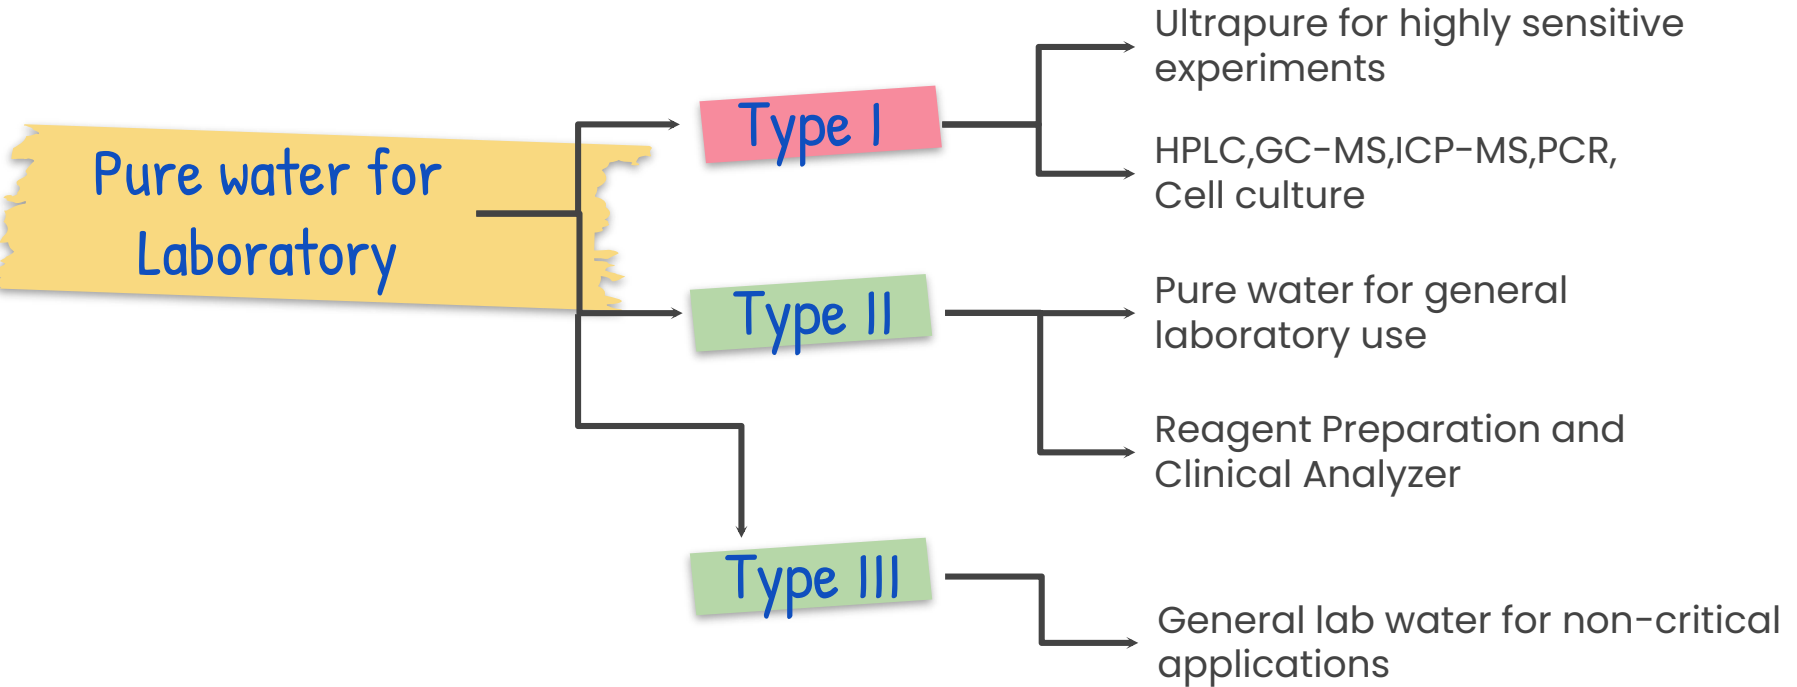 Pure water for
Laboratory
Type I
Ultrapure for highly sensitive
experiments
HPLC,GC-MS,ICP-MS,PCR,
Cell culture
Type II
Pure water for general
laboratory use
Reagent Preparation and
Clinical Analyzer
Type III
General lab water for non-critical
applications